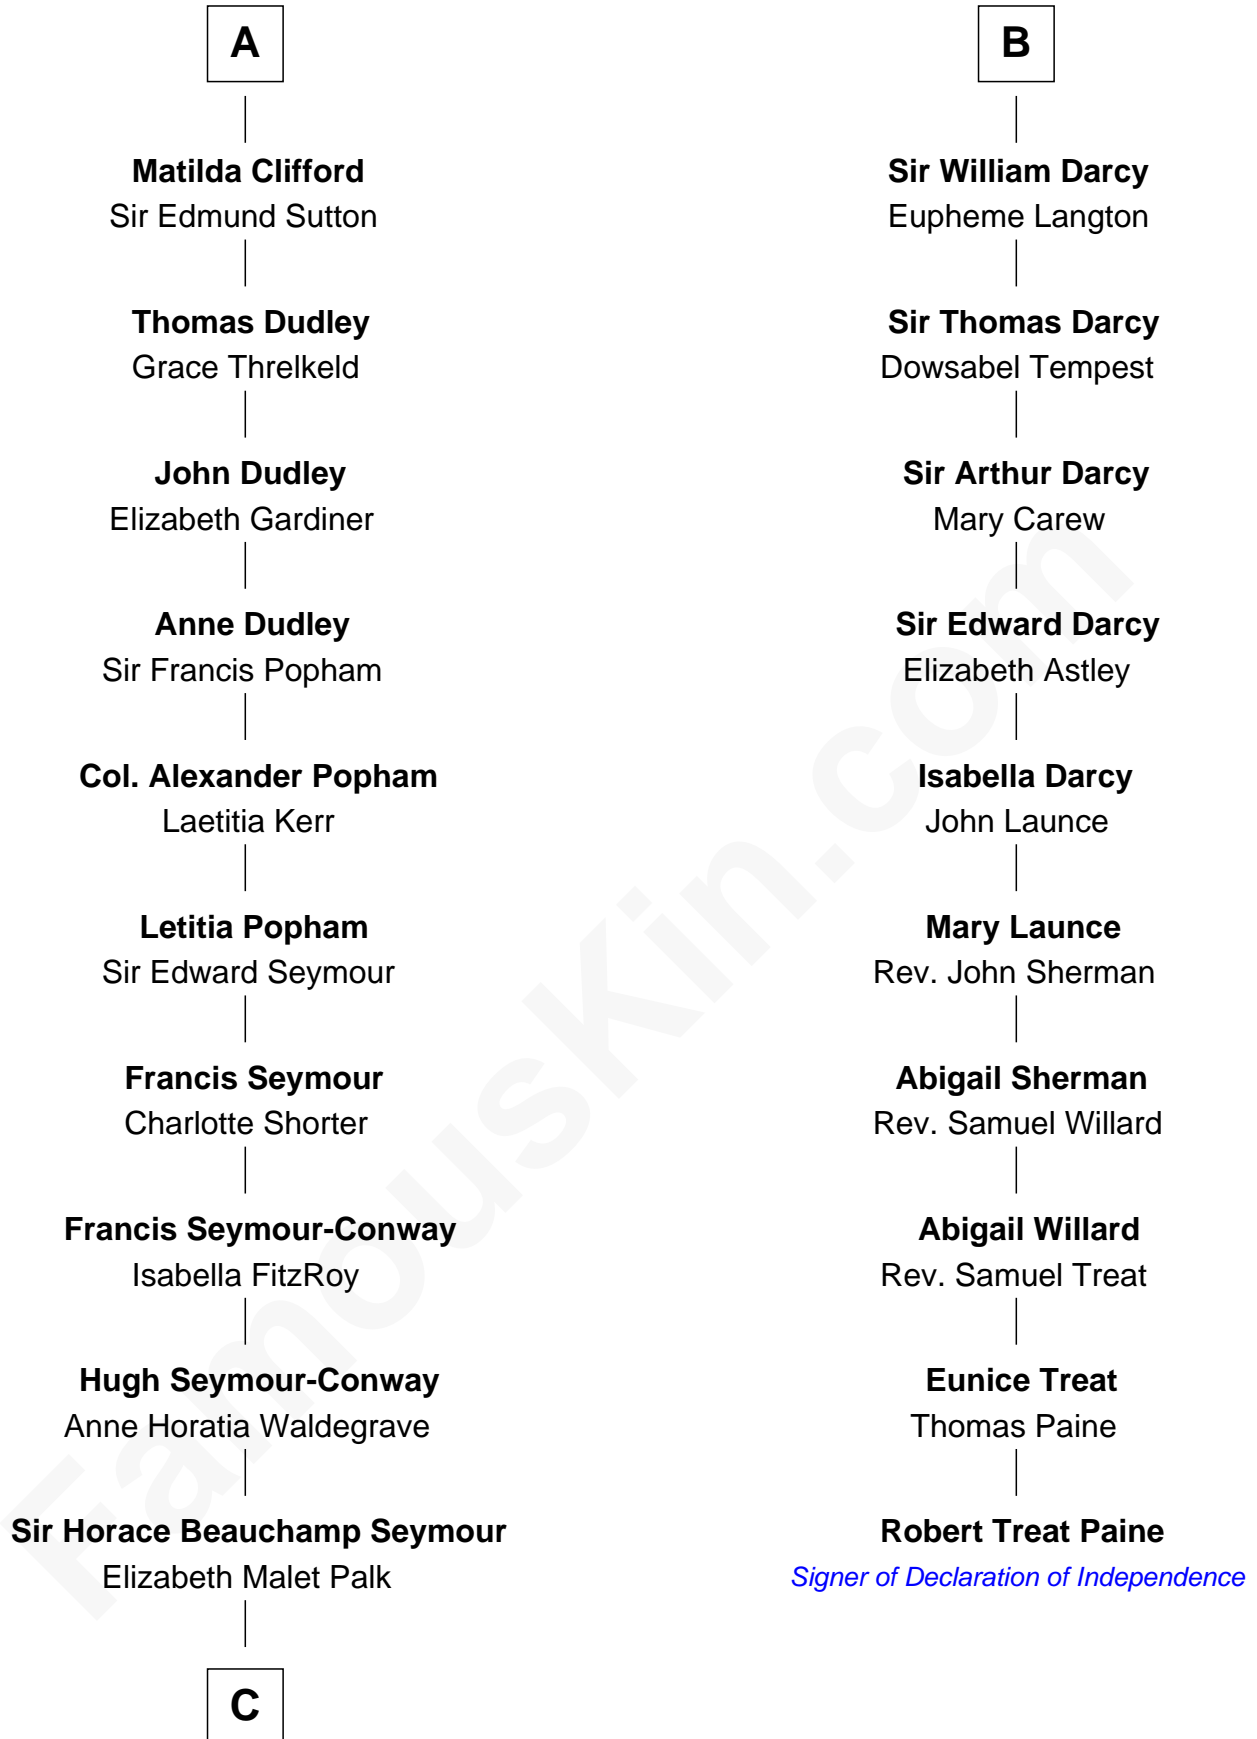 A
Matilda Clifford
Sir Edmund Sutton
Thomas Dudley
Grace Threlkeld
John Dudley
Elizabeth Gardiner
Anne Dudley
Sir Francis Popham
Col. Alexander Popham
Laetitia Kerr
Letitia Popham
Sir Edward Seymour
Francis Seymour
Charlotte Shorter
Francis Seymour-Conway
Isabella FitzRoy
Hugh Seymour-Conway
Anne Horatia Waldegrave
Sir Horace Beauchamp Seymour
Elizabeth Malet Palk
C
B
Sir William Darcy
Eupheme Langton
Sir Thomas Darcy
Dowsabel Tempest
Sir Arthur Darcy
Mary Carew
Sir Edward Darcy
Elizabeth Astley
Isabella Darcy
John Launce
Mary Launce
Rev. John Sherman
Abigail Sherman
Rev. Samuel Willard
Abigail Willard
Rev. Samuel Treat
Eunice Treat
Thomas Paine
Robert Treat Paine
Signer of Declaration of Independence
FamousKin.com